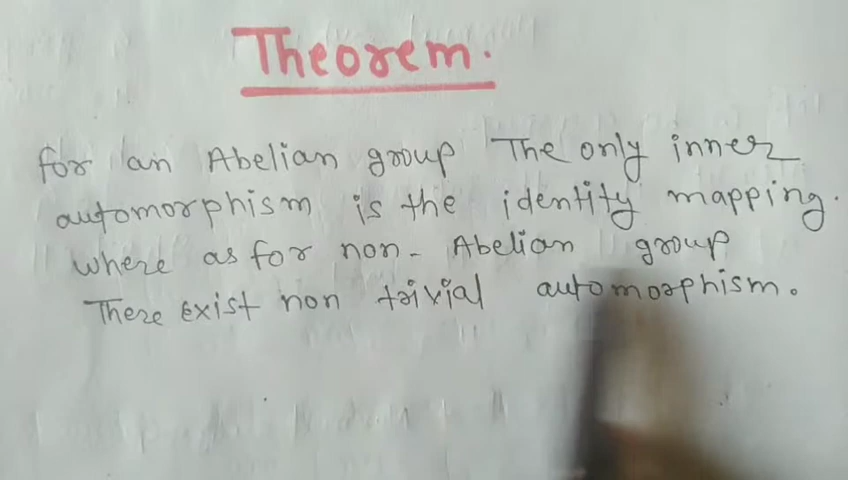 Theorem.
for an Abelian group The only inner
automorphism is the identity mapping.
where as for non- Abelian group
There exist non trivial automorphism.